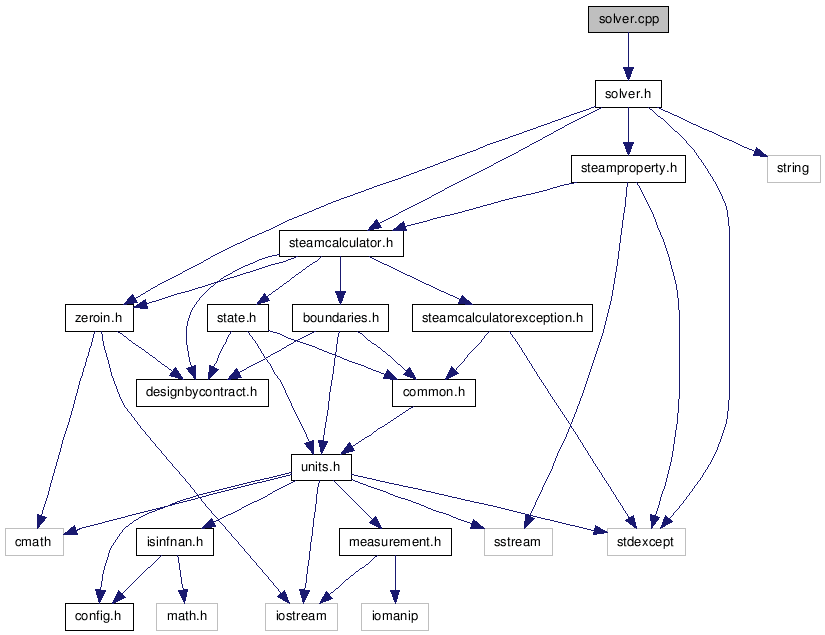 solver.cpp
solver.h
steamproperty.h
string
steamcalculator.h
zeroin.h
state.h
boundaries.h
steamcalculatorexception.h
designbycontract.h
common.h
units.h
cmath
isinfnan.h
measurement.h
sstream
stdexcept
config.h
math.h
iostream
iomanip